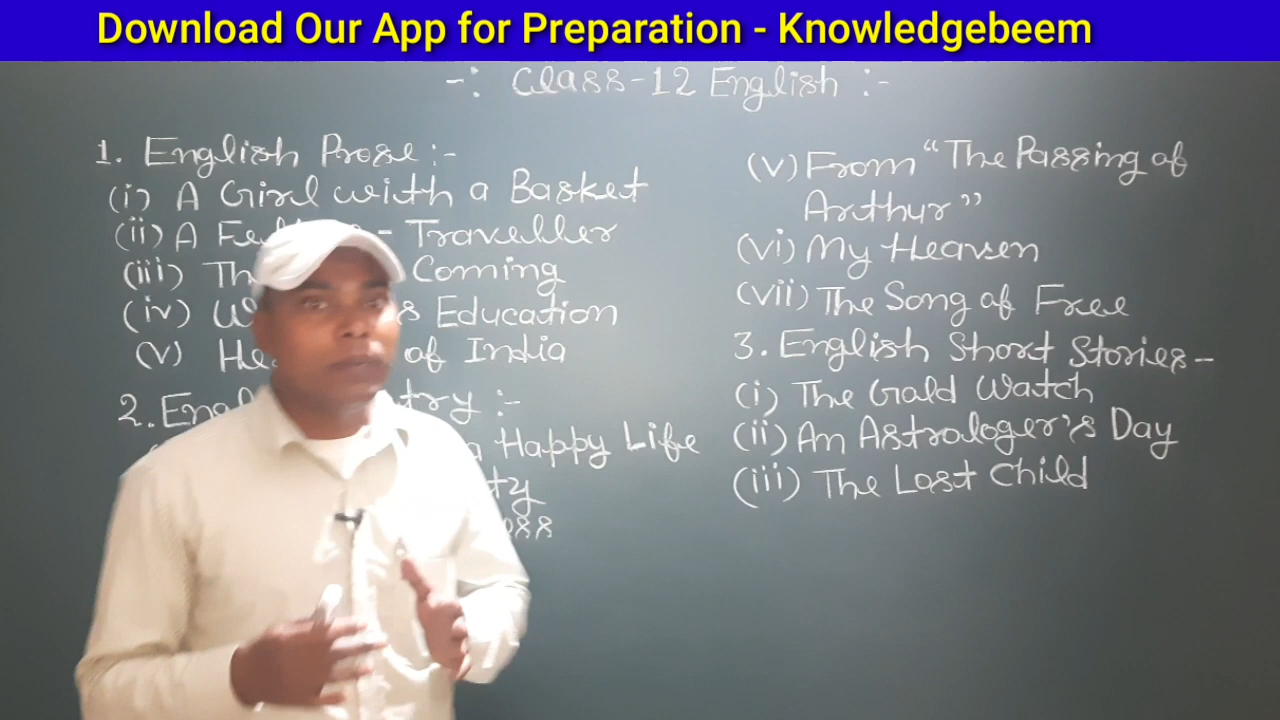 Download Our App for Preparation - Knowledgebeem
-: Class-12 English :-
1. English Prose :-
(i) A Girl with a Basket
(ii) A - Traveller
(iii) Coming
(iv) Education
(v) of India
2. :-
Happy Life
(v) From "The Passing of
Arthur"
(vi) My Heaven
(vii) The Song of Free
3. English Short Stories -
(i) The Gald Watch
(ii) An Astrologer's Day
(iii) The Lost Child